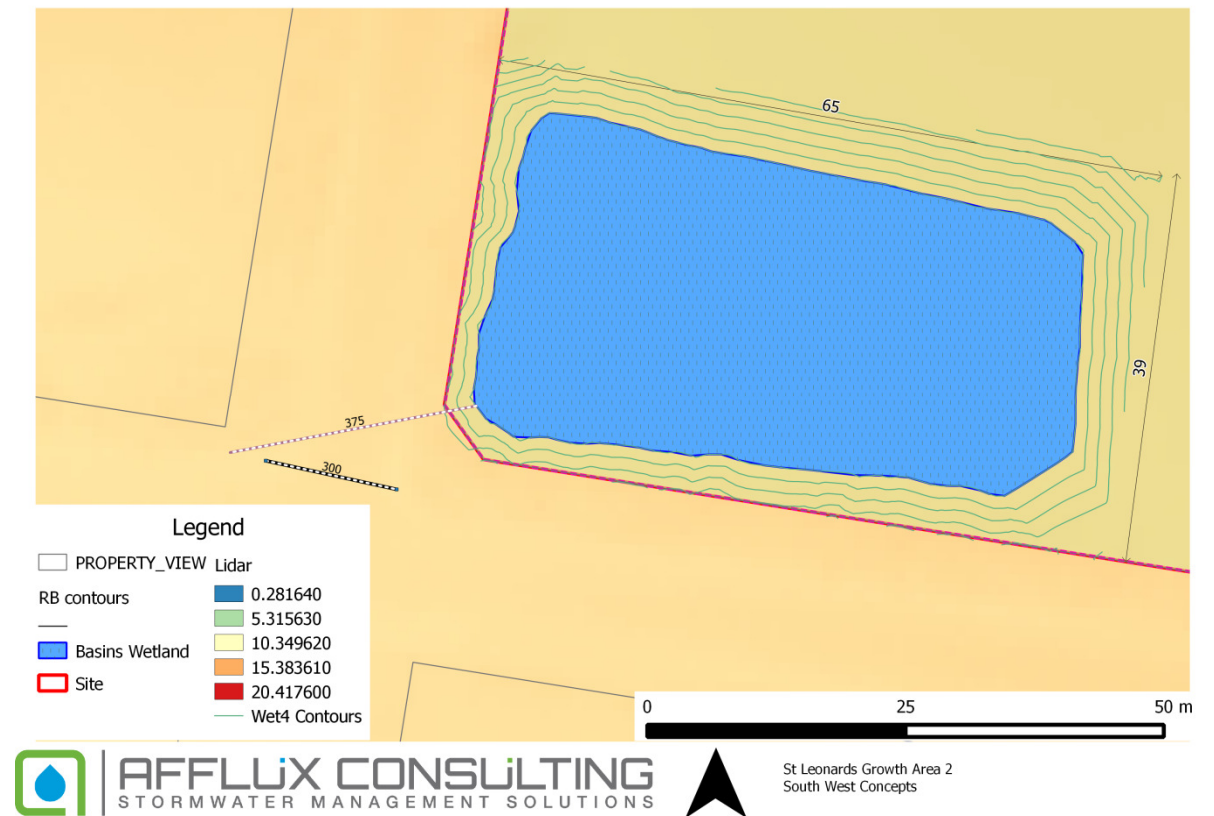 65
39
375
300
Legend
PROPERTY_VIEW
RB contours
Basins Wetland
Site
Lidar
0.281640
5.315630
10.349620
15.383610
20.417600
Wet4 Contours
0 25 50 m
AFFLUX CONSULTING
STORMWATER MANAGEMENT SOLUTIONS
St Leonards Growth Area 2
South West Concepts